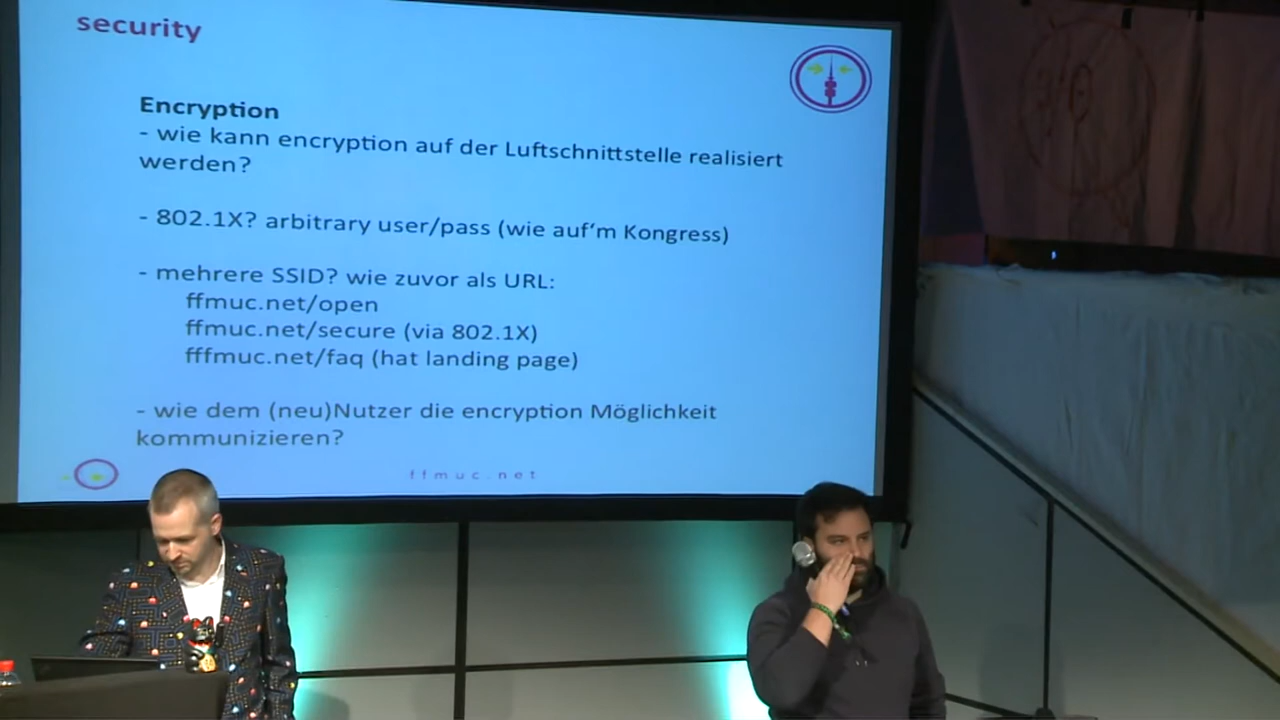 security
Encryption
- wie kann encryption auf der Luftschnittstelle realisiert
werden?
- 802.1X? arbitrary user/pass (wie auf'm Kongress)
- mehrere SSID? wie zuvor als URL:
ffmuc.net/open
ffmuc.net/secure (via 802.1X)
fffmuc.net/faq (hat landing page)
- wie dem (neu)Nutzer die encryption Möglichkeit
kommunizieren?
ffmuc.net